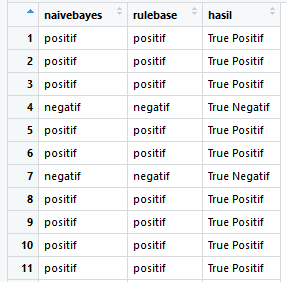 naivebayes rulebase hasil
1 positif positif True Positif
2 positif positif True Positif
3 positif positif True Positif
4 negatif negatif True Negatif
5 positif positif True Positif
6 positif positif True Positif
7 negatif negatif True Negatif
8 positif positif True Positif
9 positif positif True Positif
10 positif positif True Positif
11 positif positif True Positif